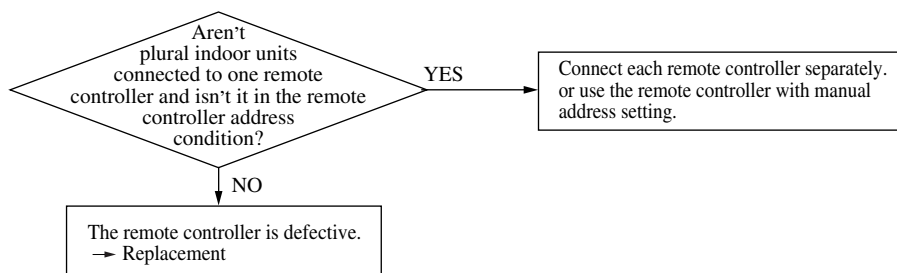 Aren't
plural indoor units
connected to one remote
controller and isn't it in the remote
controller address
condition?
YES
Connect each remote controller separately.
or use the remote controller with manual
address setting.
NO
The remote controller is defective.
→ Replacement